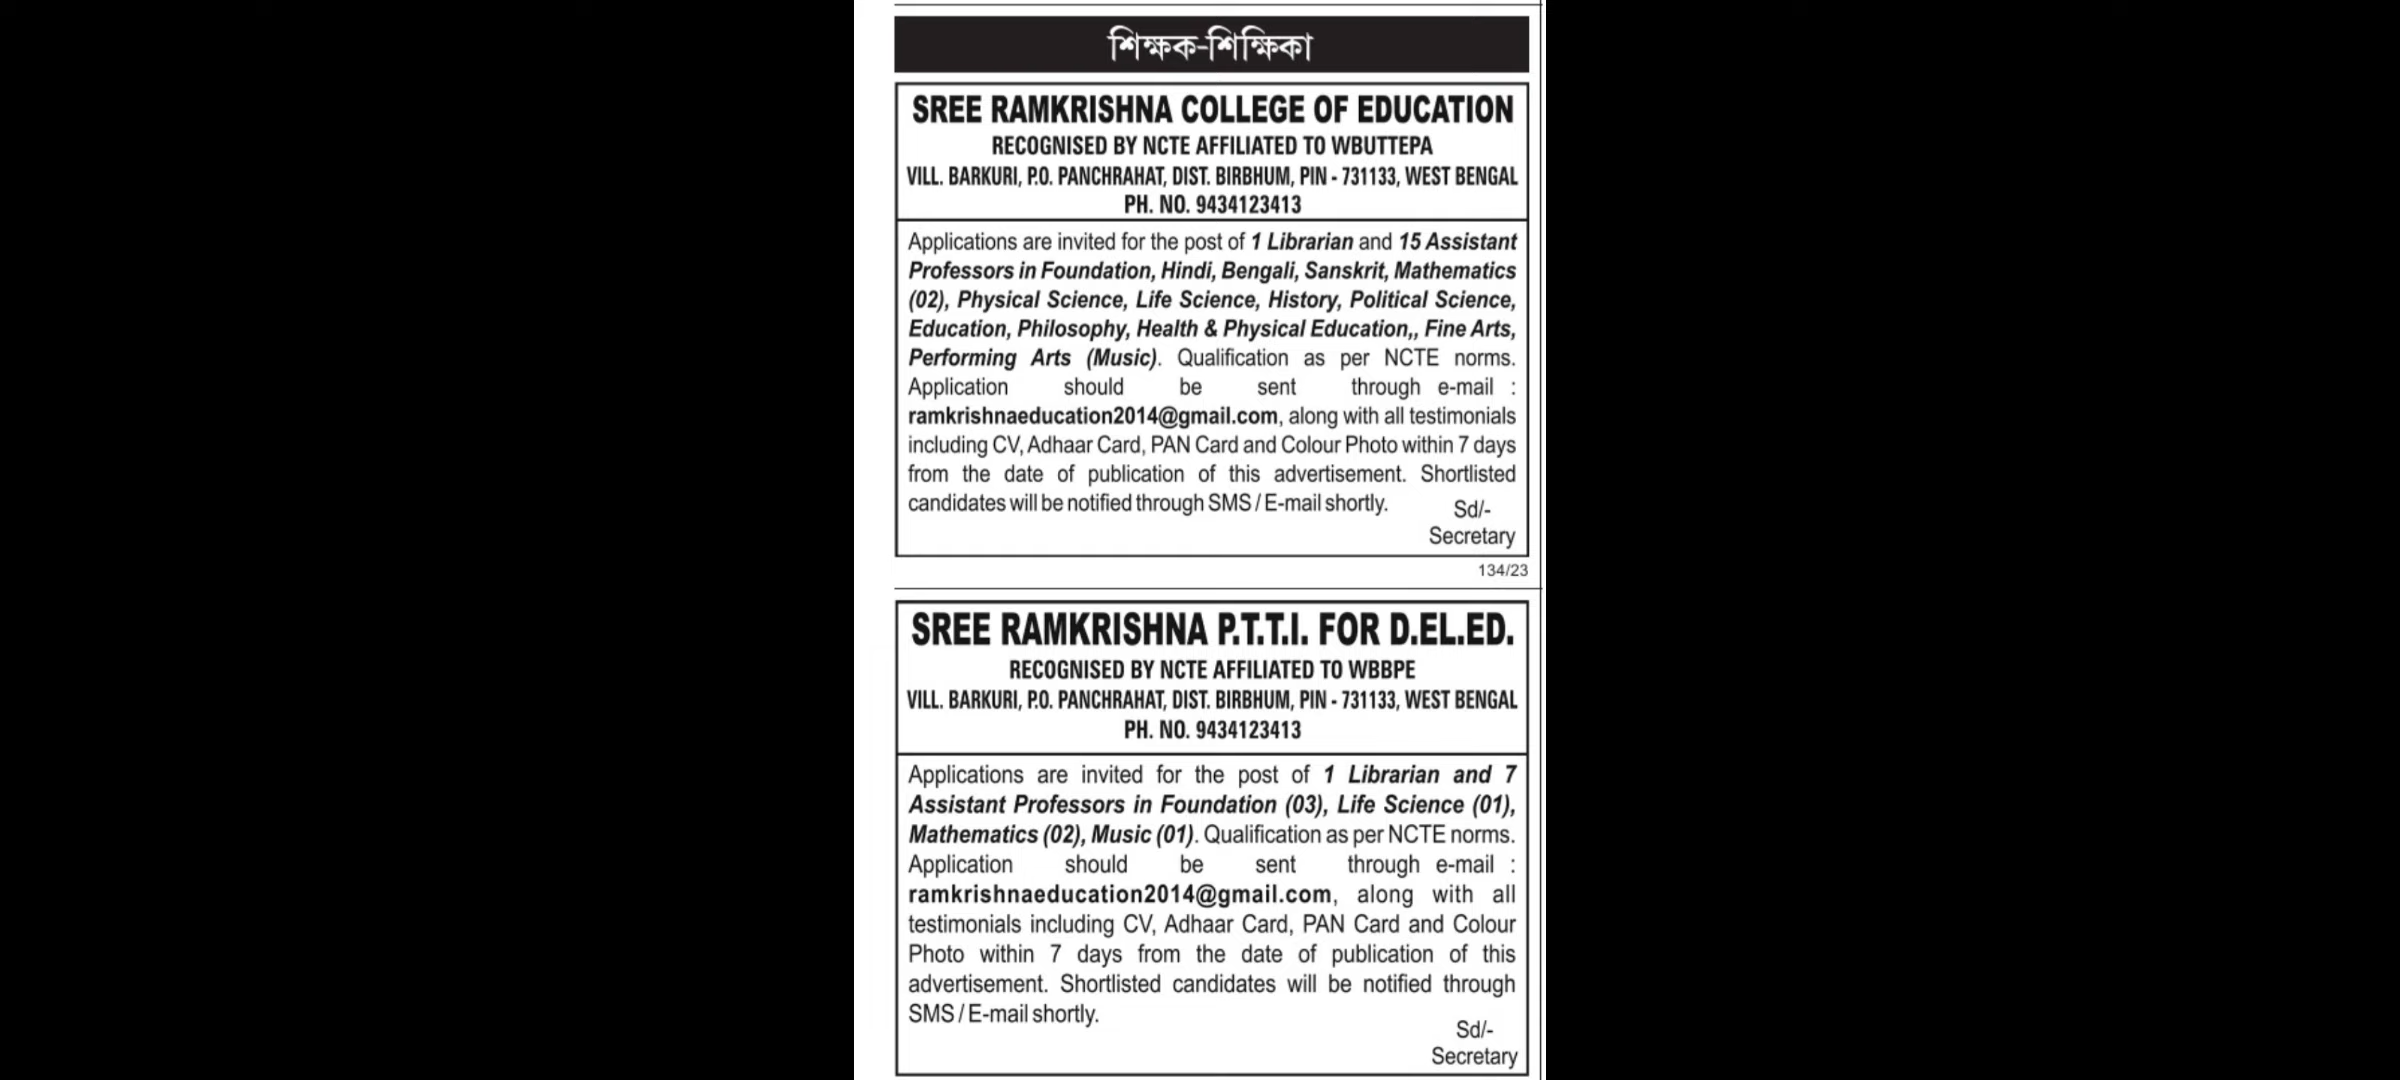 শিক্ষক-শিক্ষিকা
SREE RAMKRISHNA COLLEGE OF EDUCATION
RECOGNISED BY NCTE AFFILIATED TO WBUTTEPA
VILL. BARKURI, P.O. PANCHRAHAT, DIST. BIRBHUM, PIN - 731133, WEST BENGAL
PH. NO. 9434123413
Applications are invited for the post of 1 Librarian and 15 Assistant
Professors in Foundation, Hindi, Bengali, Sanskrit, Mathematics
(02), Physical Science, Life Science, History, Political Science,
Education, Philosophy, Health & Physical Education,, Fine Arts,
Performing Arts (Music). Qualification as per NCTE norms.
Application should be sent through e-mail :
ramkrishnaeducation2014@gmail.com, along with all testimonials
including CV, Adhaar Card, PAN Card and Colour Photo within 7 days
from the date of publication of this advertisement. Shortlisted
candidates will be notified through SMS / E-mail shortly.
Sd/-
Secretary
134/23
SREE RAMKRISHNA P.T.T.I. FOR D.EL.ED.
RECOGNISED BY NCTE AFFILIATED TO WBBPE
VILL. BARKURI, P.O. PANCHRAHAT, DIST. BIRBHUM, PIN - 731133, WEST BENGAL
PH. NO. 9434123413
Applications are invited for the post of 1 Librarian and 7
Assistant Professors in Foundation (03), Life Science (01),
Mathematics (02), Music (01). Qualification as per NCTE norms.
Application should be sent through e-mail :
ramkrishnaeducation2014@gmail.com, along with all
testimonials including CV, Adhaar Card, PAN Card and Colour
Photo within 7 days from the date of publication of this
advertisement. Shortlisted candidates will be notified through
SMS / E-mail shortly.
Sd/-
Secretary